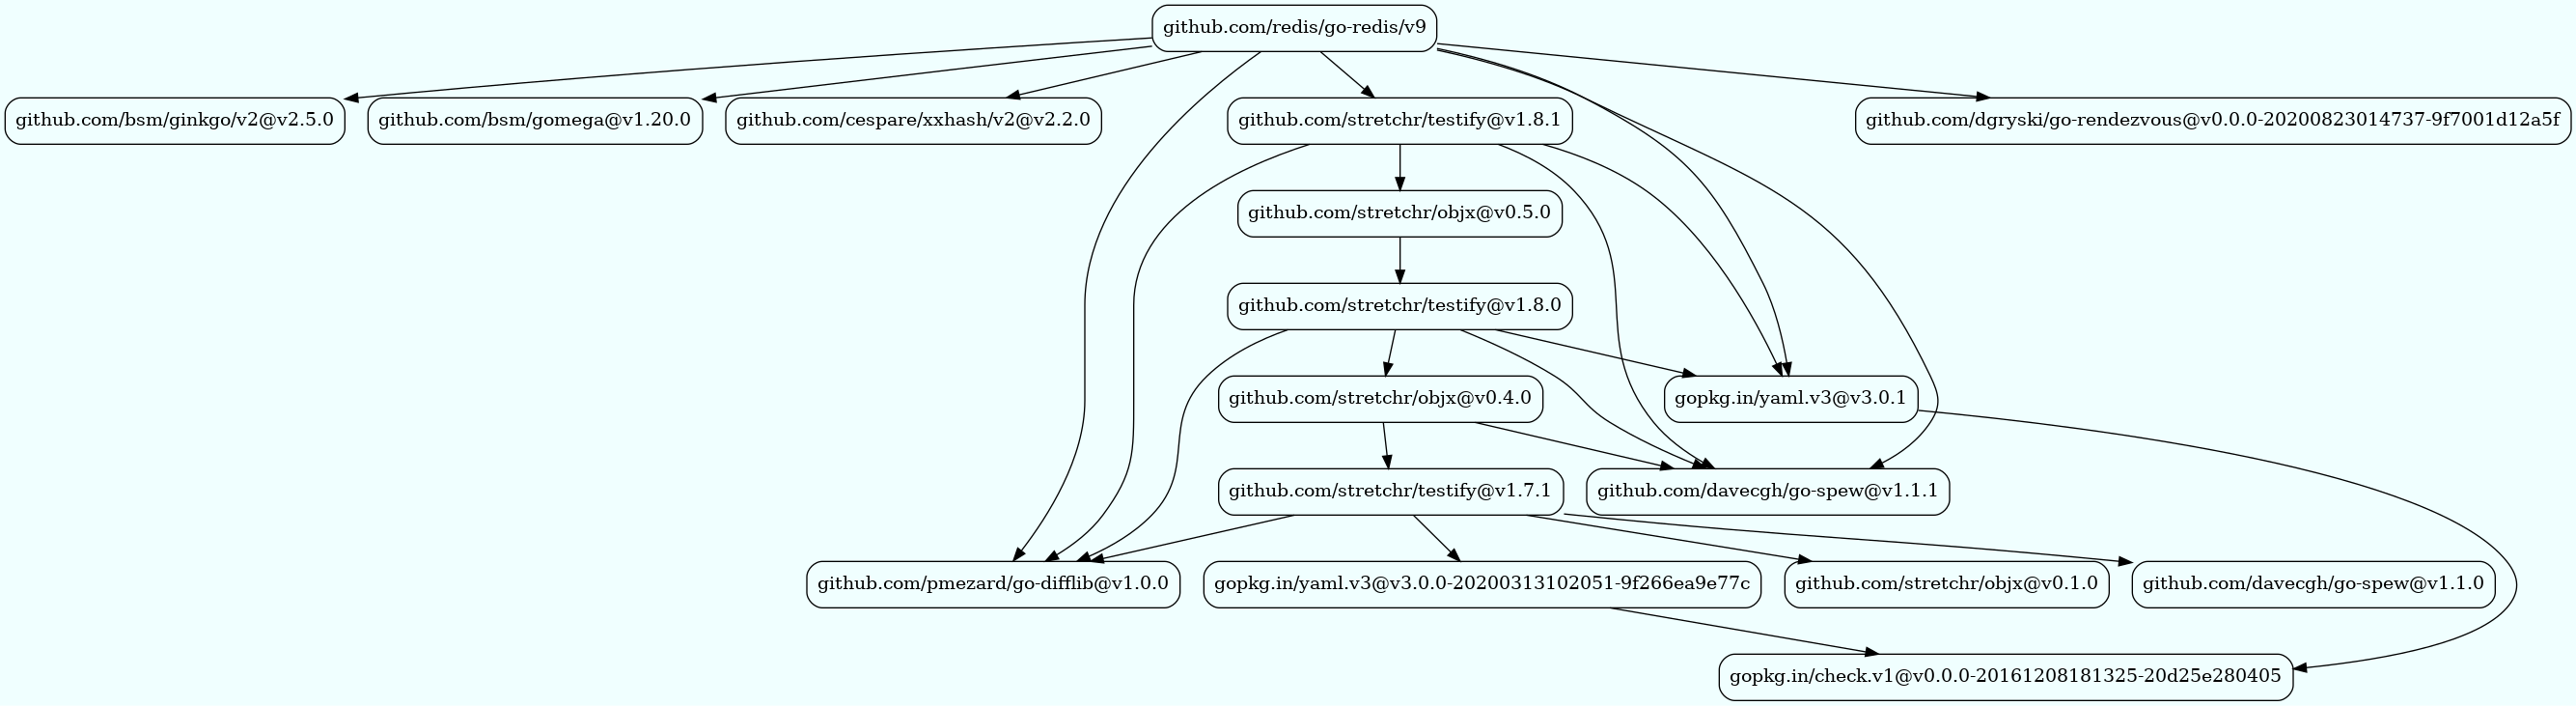 github.com/redis/go-redis/v9
github.com/bsm/ginkgo/v2@v2.5.0
github.com/bsm/gomega@v1.20.0
github.com/cespare/xxhash/v2@v2.2.0
github.com/stretchr/testify@v1.8.1
github.com/dgryski/go-rendezvous@v0.0.0-20200823014737-9f7001d12a5f
github.com/stretchr/objx@v0.5.0
github.com/stretchr/testify@v1.8.0
github.com/stretchr/objx@v0.4.0
gopkg.in/yaml.v3@v3.0.1
github.com/stretchr/testify@v1.7.1
github.com/davecgh/go-spew@v1.1.1
github.com/pmezard/go-difflib@v1.0.0
gopkg.in/yaml.v3@v3.0.0-20200313102051-9f266ea9e77c
github.com/stretchr/objx@v0.1.0
github.com/davecgh/go-spew@v1.1.0
gopkg.in/check.v1@v0.0.0-20161208181325-20d25e280405